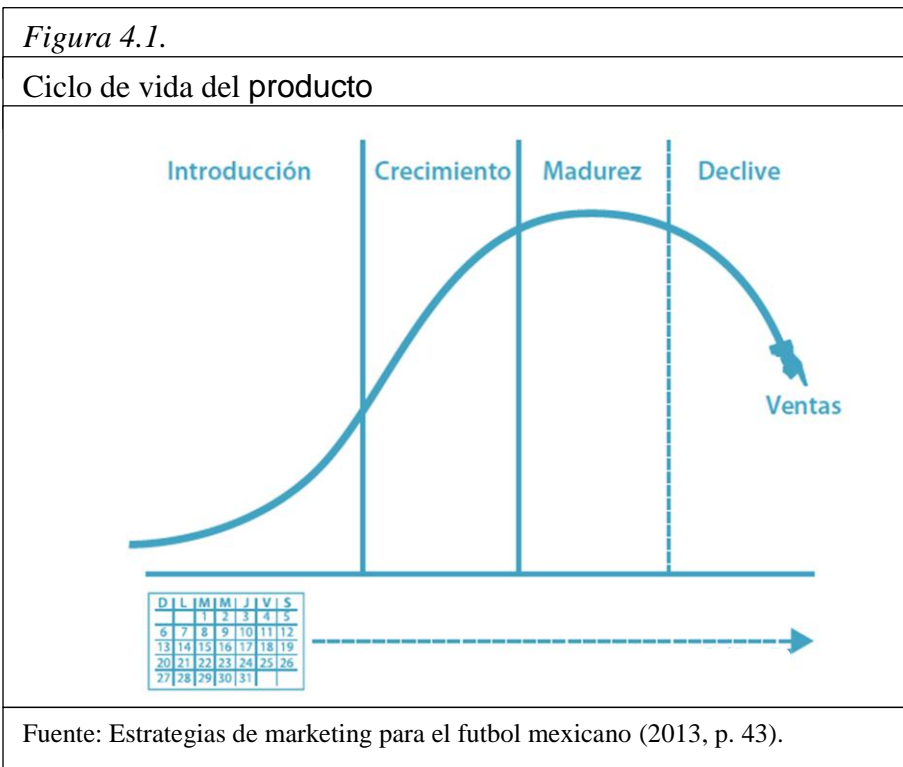 Figura 4.1.
Ciclo de vida del producto
Introducción Crecimiento Madurez Declive
Ventas
D L M M J V S
1 2 3 4 5
6 7 8 9 10 11 12
13 14 15 16 17 18 19
20 21 22 23 24 25 26
27 28 29 30 31
Fuente: Estrategias de marketing para el futbol mexicano (2013, p. 43).